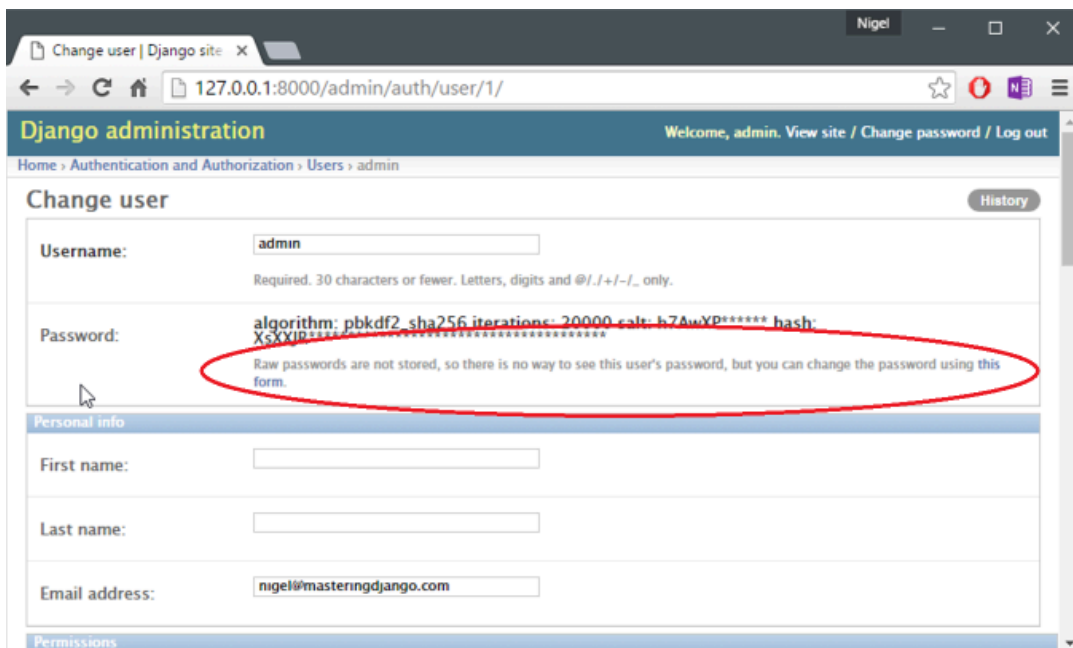 Nigel
Change user | Django site
127.0.0.1:8000/admin/auth/user/1/
Django administration
Welcome, admin. View site / Change password / Log out
Home › Authentication and Authorization › Users › admin
Change user
History
Username:
admin
Required. 30 characters or fewer. Letters, digits and @/./+/-/_ only.
Password:
algorithm: pbkdf2_sha256 iterations: 20000 salt: h7AwXP****** hash:
XsXXJR**************************************
Raw passwords are not stored, so there is no way to see this user's password, but you can change the password using this
form.
Personal info
First name:
Last name:
Email address:
nigel@masteringdjango.com
Permissions